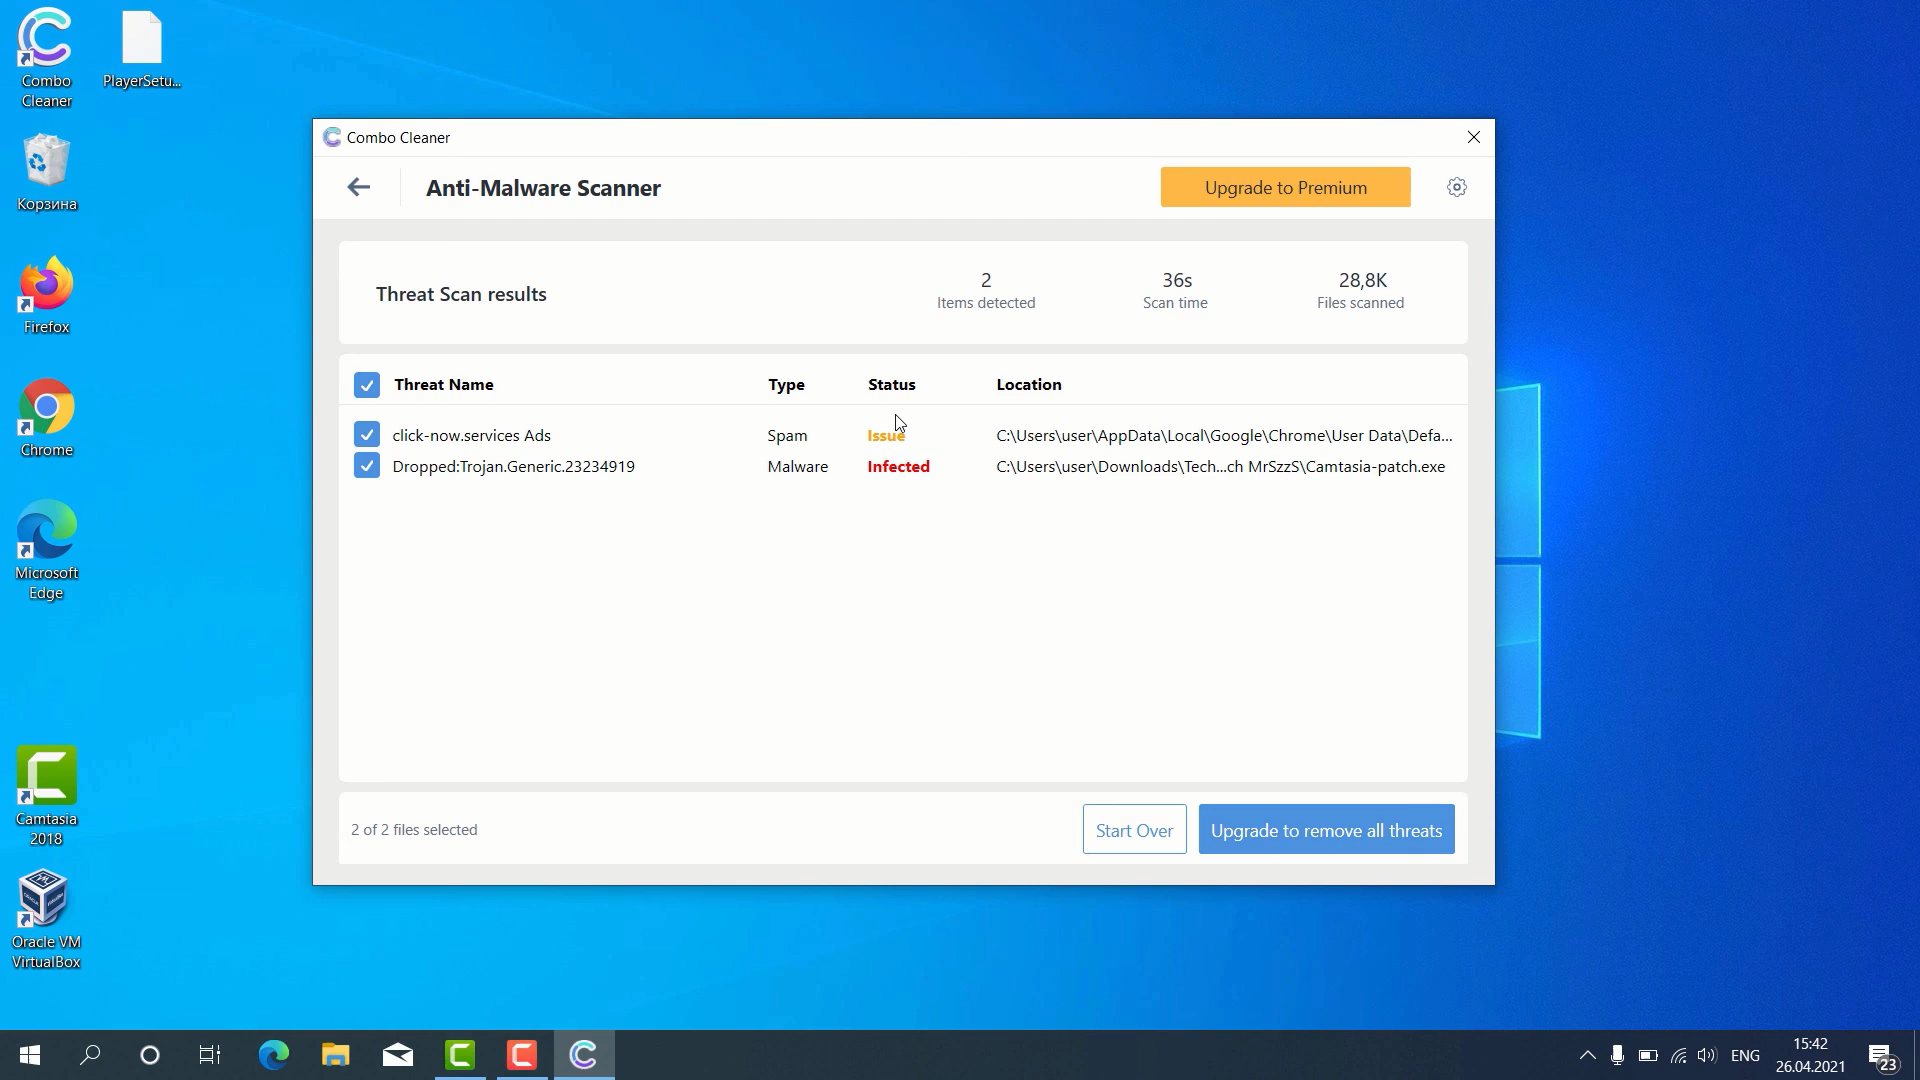 Combo
Cleaner
PlayerSetu...
Корзина
Firefox
Chrome
Microsoft
Edge
Camtasia
2018
Oracle VM
VirtualBox
Combo Cleaner
Anti-Malware Scanner
Upgrade to Premium
Threat Scan results
2
Items detected
36s
Scan time
28,8K
Files scanned
Threat Name Type Status Location
click-now.services Ads Spam Issue C:\Users\user\AppData\Local\Google\Chrome\User Data\Defa...
Dropped:Trojan.Generic.23234919 Malware Infected C:\Users\user\Downloads\Tech...ch MrSzzS\Camtasia-patch.exe
2 of 2 files selected
Start Over
Upgrade to remove all threats
ENG
15:42
26.04.2021
23